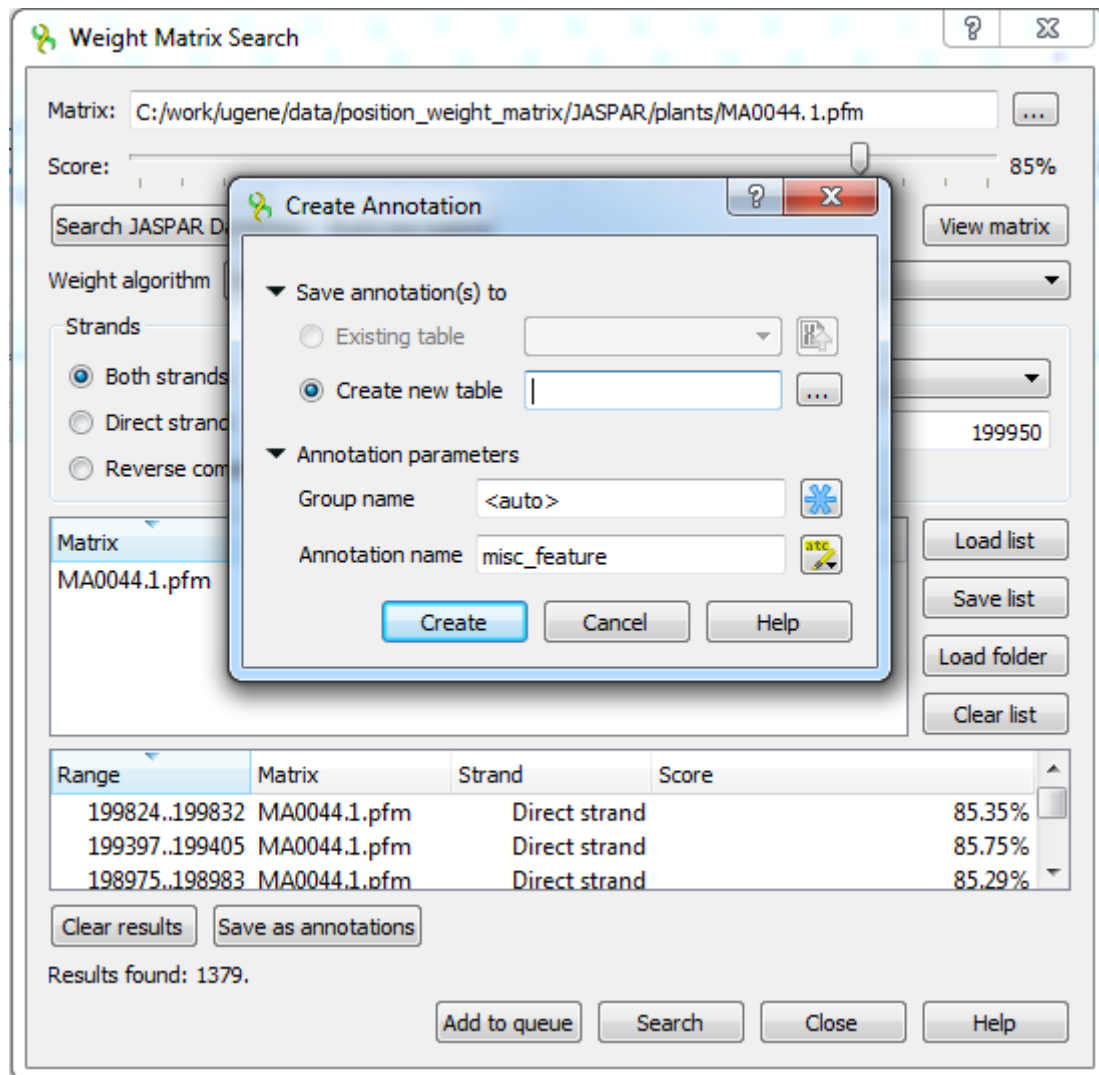 Weight Matrix Search
Matrix: C:/work/ugene/data/position_weight_matrix/JASPAR/plants/MA0044.1.pfm ...
Score: 85%
Search JASPAR View matrix
Weight algorithm
Strands
Both strands
Direct strand 199950
Reverse
Create Annotation
Save annotation(s) to
Existing table
Create new table ...
Annotation parameters
Group name <auto>
Annotation name misc_feature
Create Cancel Help
Matrix
MA0044.1.pfm
Load list
Save list
Load folder
Clear list
Range Matrix Strand Score
199824..199832 MA0044.1.pfm Direct strand 85.35%
199397..199405 MA0044.1.pfm Direct strand 85.75%
198975..198983 MA0044.1.pfm Direct strand 85.29%
Clear results Save as annotations
Results found: 1379.
Add to queue Search Close Help